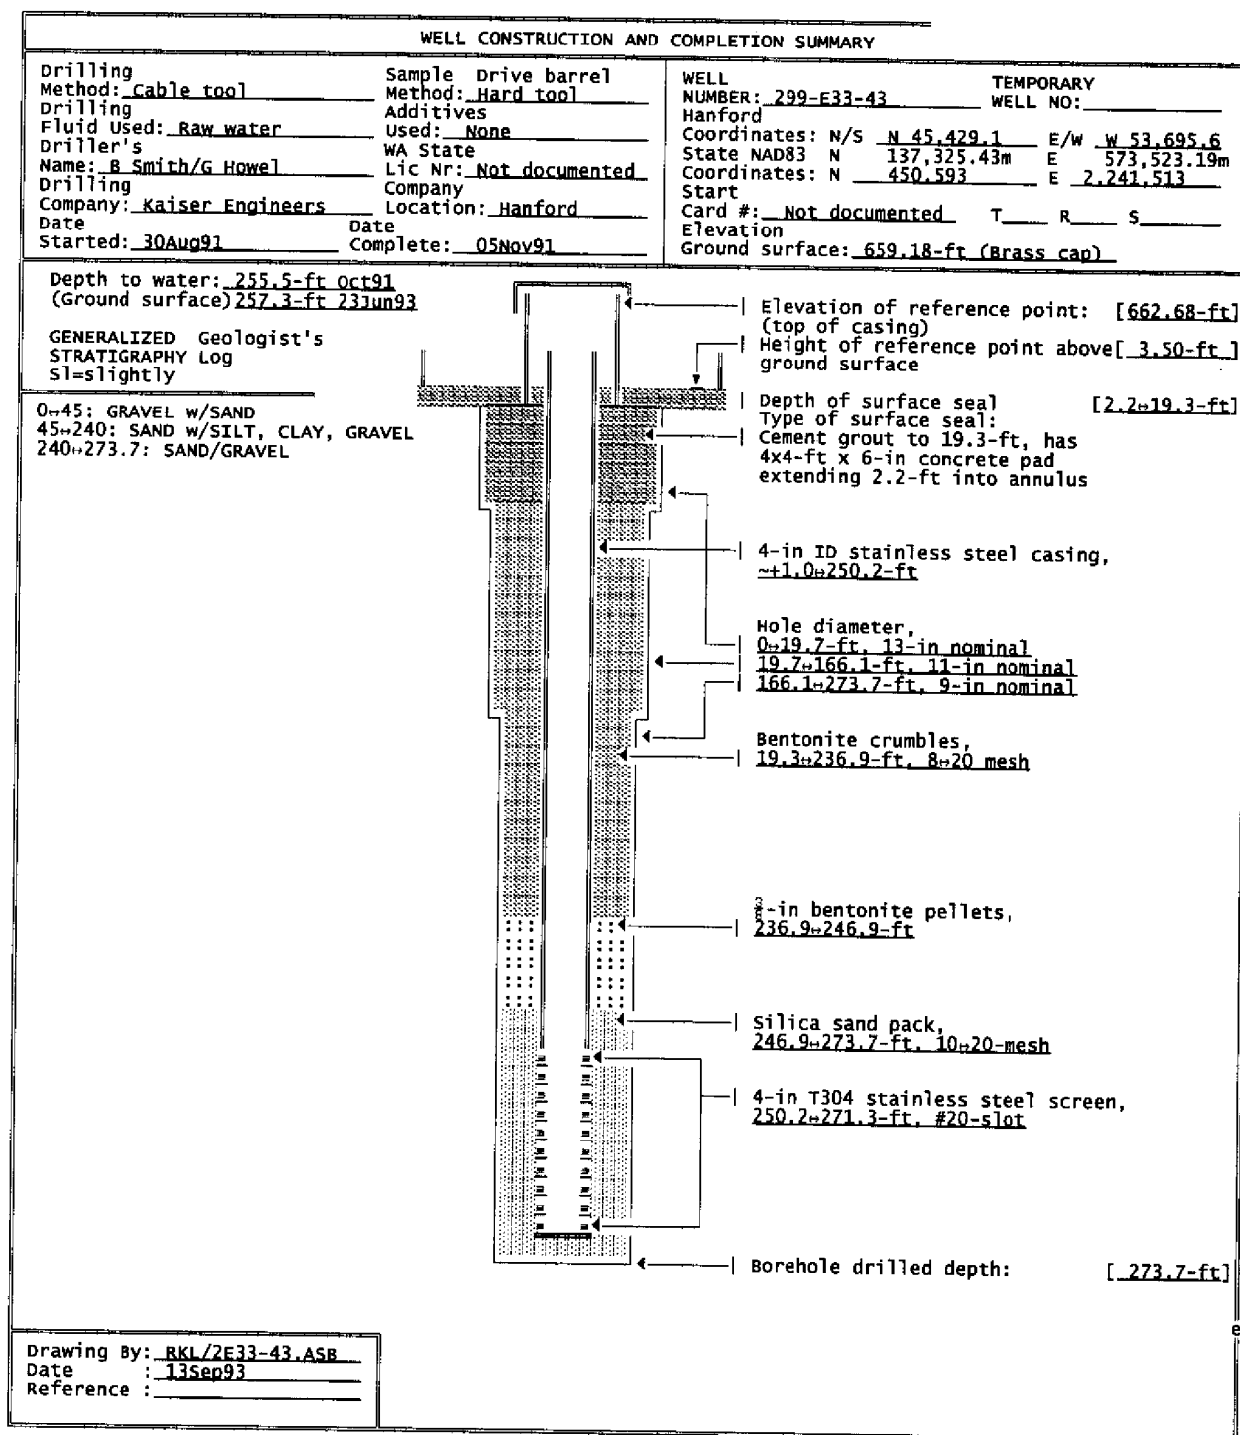 WELL CONSTRUCTION AND COMPLETION SUMMARY
Drilling
Method: Cable tool
Drilling
Fluid Used: Raw water
Driller's
Name: B Smith/G Howel
Drilling
Company: Kaiser Engineers
Date
Started: 30Aug91
Sample Drive barrel
Method: Hard tool
Additives
Used: None
WA State
Lic Nr: Not documented
Company
Location: Hanford
Date
Complete: 05Nov91
WELL
NUMBER: 299-E33-43
TEMPORARY
WELL NO:
Hanford
Coordinates: N/S N 45,429.1 E/W W 53,695.6
State NAD83 N 137,325.43m E 573,523.19m
Coordinates: N 450,593 E 2,241,513
Start
Card #: Not documented T R S
Elevation
Ground surface: 659.18-ft (Brass cap)
Depth to water: 255.5-ft Oct91
(Ground surface) 257.3-ft 23Jun93
GENERALIZED Geologist's
STRATIGRAPHY Log
Sl=slightly
0↔45: GRAVEL w/SAND
45↔240: SAND w/SILT, CLAY, GRAVEL
240↔273.7: SAND/GRAVEL
Elevation of reference point: [662.68-ft]
(top of casing)
Height of reference point above[ 3.50-ft ]
ground surface
Depth of surface seal [2.2↔19.3-ft]
Type of surface seal:
Cement grout to 19.3-ft, has
4x4-ft x 6-in concrete pad
extending 2.2-ft into annulus
4-in ID stainless steel casing,
~+1.0↔250.2-ft
Hole diameter,
0↔19.7-ft, 13-in nominal
19.7↔166.1-ft, 11-in nominal
166.1↔273.7-ft, 9-in nominal
Bentonite crumbles,
19.3↔236.9-ft, 8↔20 mesh
-in bentonite pellets,
236.9↔246.9-ft
Silica sand pack,
246.9↔273.7-ft, 10↔20-mesh
4-in T304 stainless steel screen,
250.2↔271.3-ft, #20-slot
Borehole drilled depth: [ 273.7-ft]
e
Drawing By: RKL/2E33-43.ASB
Date : 13Sep93
Reference :